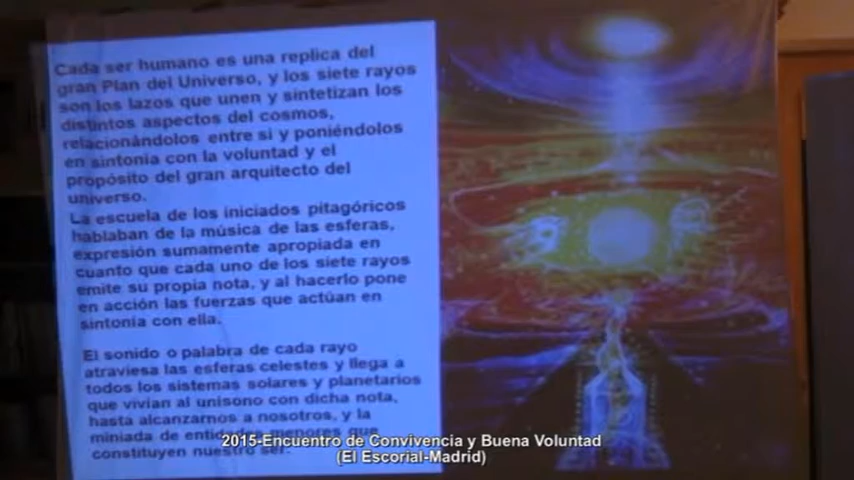 Cada ser humano es una replica del
gran Plan del Universo, y los siete rayos
son los lazos que unen y sintetizan los
distintos aspectos del cosmos,
relacionándolos entre si y poniéndolos
en sintonía con la voluntad y el
propósito del gran arquitecto del
universo.
La escuela de los iniciados pitagóricos
hablaban de la música de las esferas,
expresión sumamente apropiada en
cuanto que cada uno de los siete rayos
emite su propia nota, y al hacerlo pone
en acción las fuerzas que actúan en
sintonía con ella.
El sonido o palabra de cada rayo
atraviesa las esferas celestes y llega a
todos los sistemas solares y planetarios
que vivían al unísono con dicha nota,
hasta alcanzarnos a nosotros, y la
miniada de entidades menores que
constituyen nuestro ser.
2015-Encuentro de Convivencia y Buena Voluntad
(El Escorial-Madrid)